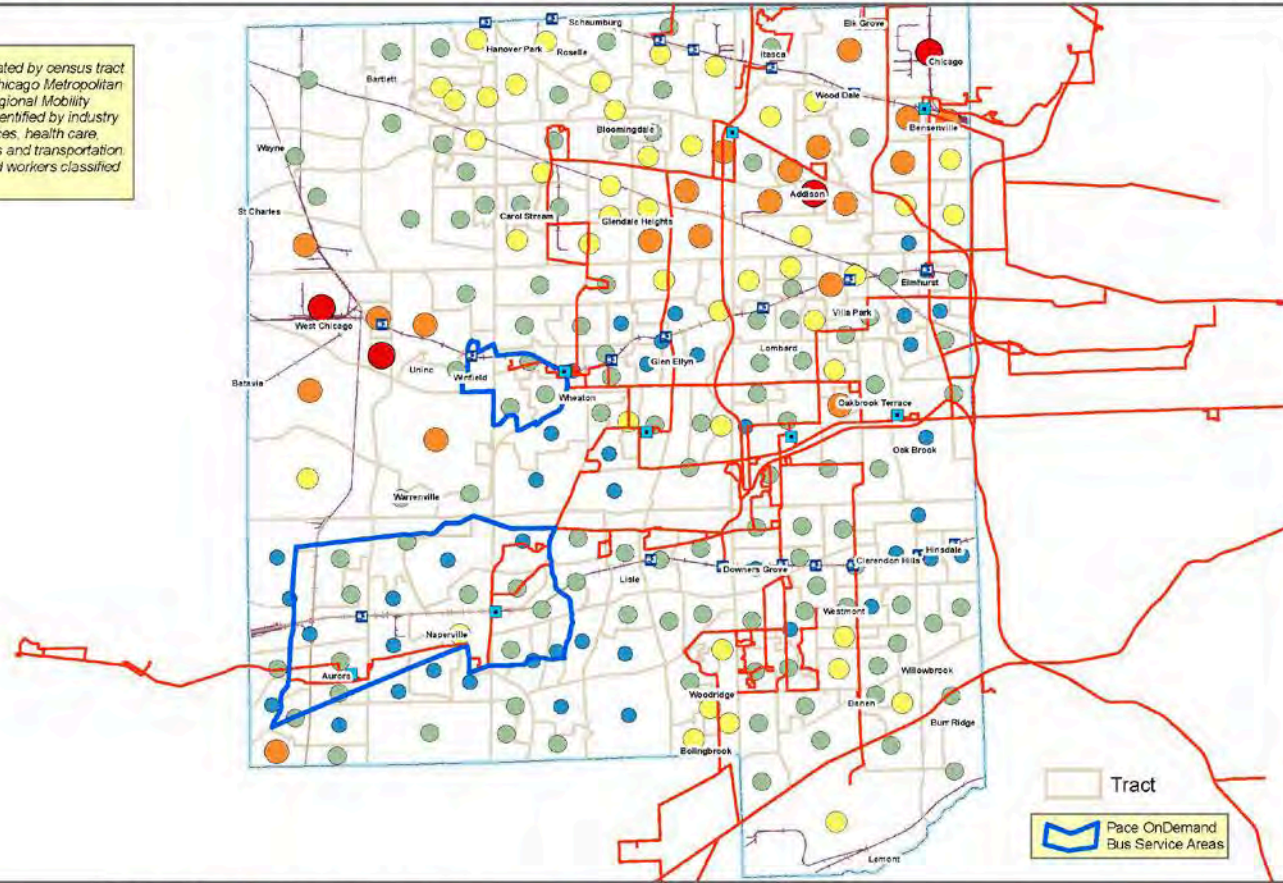 ated by census tract
hicago Metropolitan
gional Mobility
entified by industry
ces, health care,
s and transportation.
d workers classified
Schaumburg
Elk Grove
Hanover Park
Roselle
Itasca
Chicago
Bartlett
Wood Dale
Bloomingdale
Bensenville
Wayne
Addison
St Charles
Carol Stream
Glendale Heights
Elmhurst
West Chicago
Villa Park
Lombard
Glen Ellyn
Uninc
Winfield
Batavia
Wheaton
Oakbrook Terrace
Oak Brook
Warrenville
Hinsdale
Clarendon Hills
Downers Grove
Lisle
Westmont
Naperville
Willowbrook
Aurora
Woodridge
Darien
Burr Ridge
Bolingbrook
Tract
Pace OnDemand
Bus Service Areas
Lemont